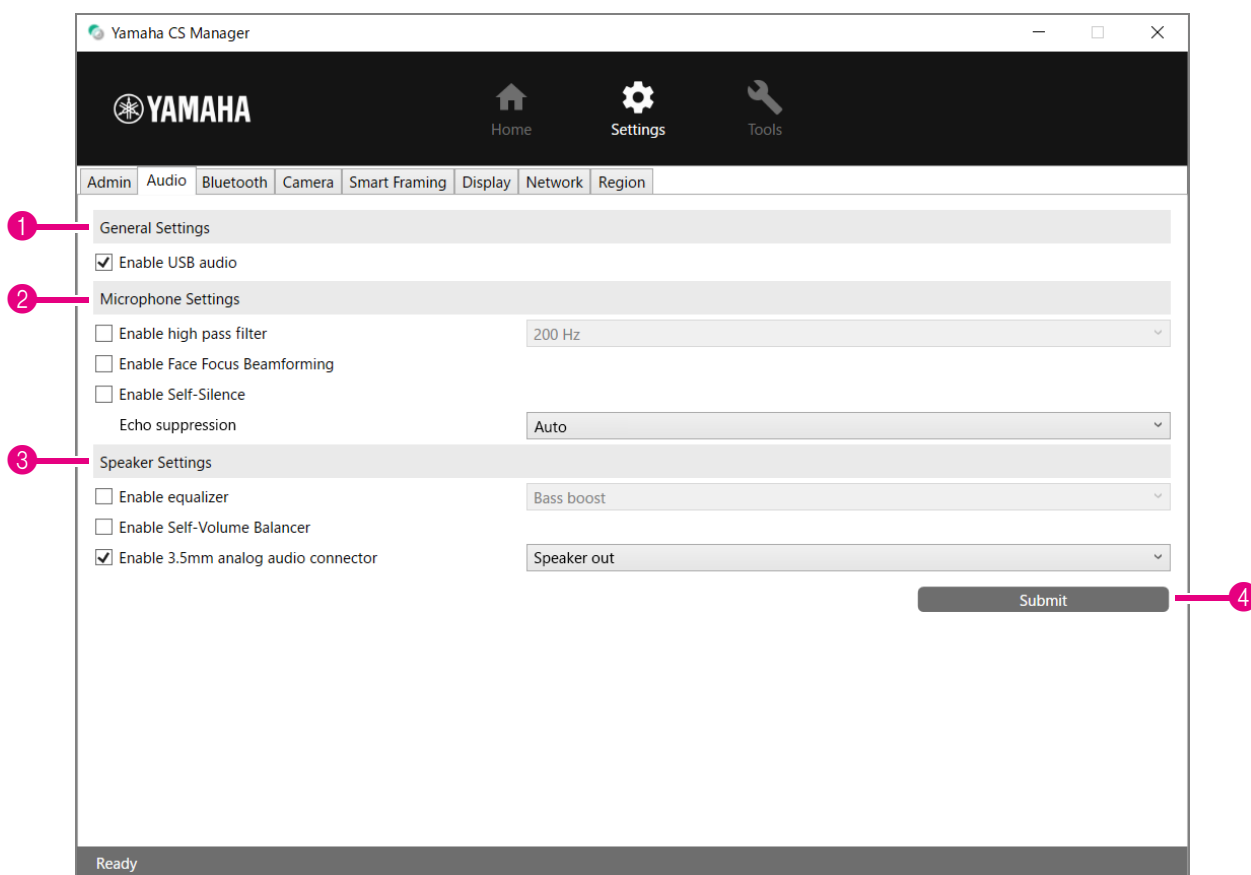 Yamaha CS Manager
YAMAHA
Home Settings Tools
Admin Audio Bluetooth Camera Smart Framing Display Network Region
1 General Settings
Enable USB audio
2 Microphone Settings
Enable high pass filter 200 Hz
Enable Face Focus Beamforming
Enable Self-Silence
Echo suppression Auto
3 Speaker Settings
Enable equalizer Bass boost
Enable Self-Volume Balancer
Enable 3.5mm analog audio connector Speaker out
Submit 4
Ready